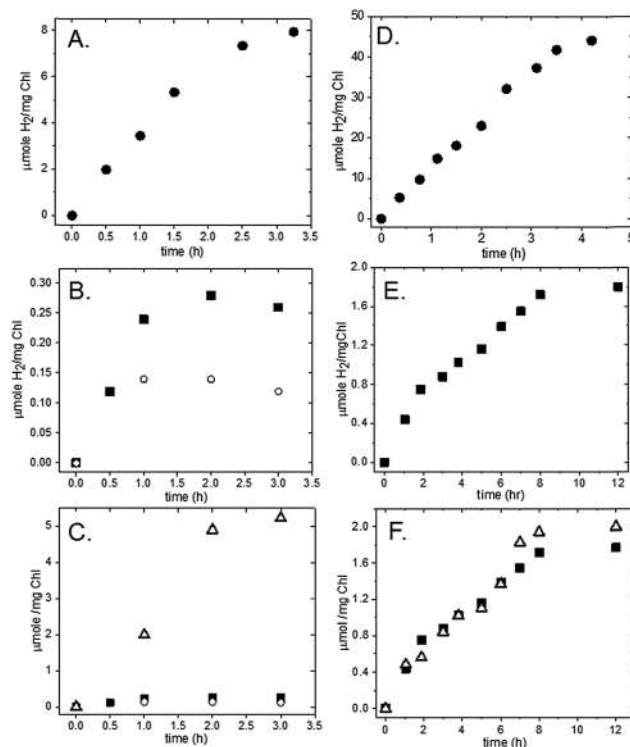 A.
µmole H2/mg Chl
8
6
4
2
0
0.0 0.5 1.0 1.5 2.0 2.5 3.0 3.5
time (h)
D.
µmole H2/mg Chl
50
40
30
20
10
0
0 1 2 3 4 5
time (h)
B.
µmole H2/mg Chl
0.30
0.25
0.20
0.15
0.10
0.05
0.00
0.0 0.5 1.0 1.5 2.0 2.5 3.0 3.5
time (h)
E.
µmole H2/mgChl
1.8
1.2
0.6
0.0
0 2 4 6 8 10 12
time (hr)
C.
µmole /mg Chl
5
4
3
2
1
0
0.0 0.5 1.0 1.5 2.0 2.5 3.0 3.5
time (h)
F.
µmol /mg Chl
2.0
1.6
1.2
0.8
0.4
0.0
0 2 4 6 8 10 12
time (h)